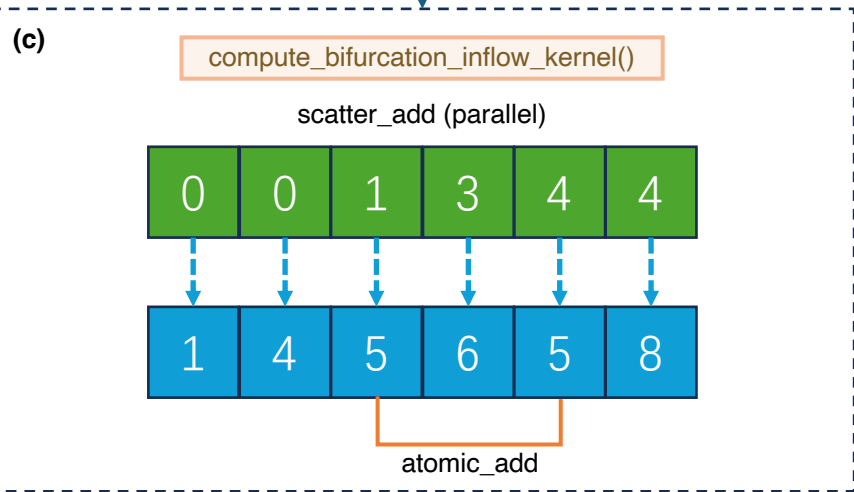 (c)
compute_bifurcation_inflow_kernel()
scatter_add (parallel)
0 0 1 3 4 4
1 4 5 6 5 8
atomic_add